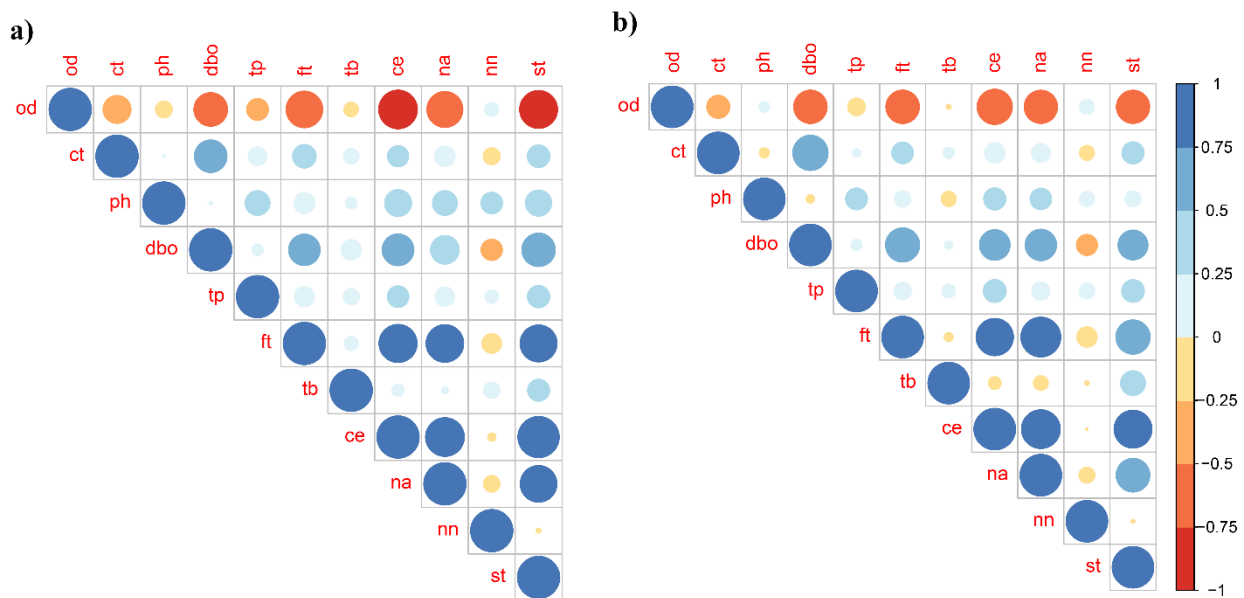 a)
od ct ph dbo tp ft tb ce na nn st
od
ct
ph
dbo
tp
ft
tb
ce
na
nn
st
b)
od ct ph dbo tp ft tb ce na nn st
od
ct
ph
dbo
tp
ft
tb
ce
na
nn
st
1
0.75
0.5
0.25
0
−0.25
−0.5
−0.75
−1